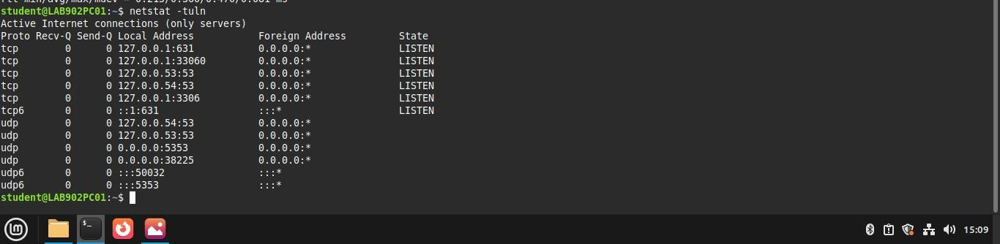 rtt min/avg/max/mdev = 0.213/0.360/0.470/0.081 ms
student@LAB902PC01:~$ netstat -tuln
Active Internet connections (only servers)
Proto Recv-Q Send-Q Local Address           Foreign Address         State
tcp        0      0 127.0.0.1:631           0.0.0.0:*               LISTEN
tcp        0      0 127.0.0.1:33060         0.0.0.0:*               LISTEN
tcp        0      0 127.0.0.53:53           0.0.0.0:*               LISTEN
tcp        0      0 127.0.0.54:53           0.0.0.0:*               LISTEN
tcp        0      0 127.0.0.1:3306          0.0.0.0:*               LISTEN
tcp6       0      0 ::1:631                 :::*                    LISTEN
udp        0      0 127.0.0.54:53           0.0.0.0:*
udp        0      0 127.0.0.53:53           0.0.0.0:*
udp        0      0 0.0.0.0:5353            0.0.0.0:*
udp        0      0 0.0.0.0:38225           0.0.0.0:*
udp6       0      0 :::50032                :::*
udp6       0      0 :::5353                 :::*
student@LAB902PC01:~$
$_
15:09